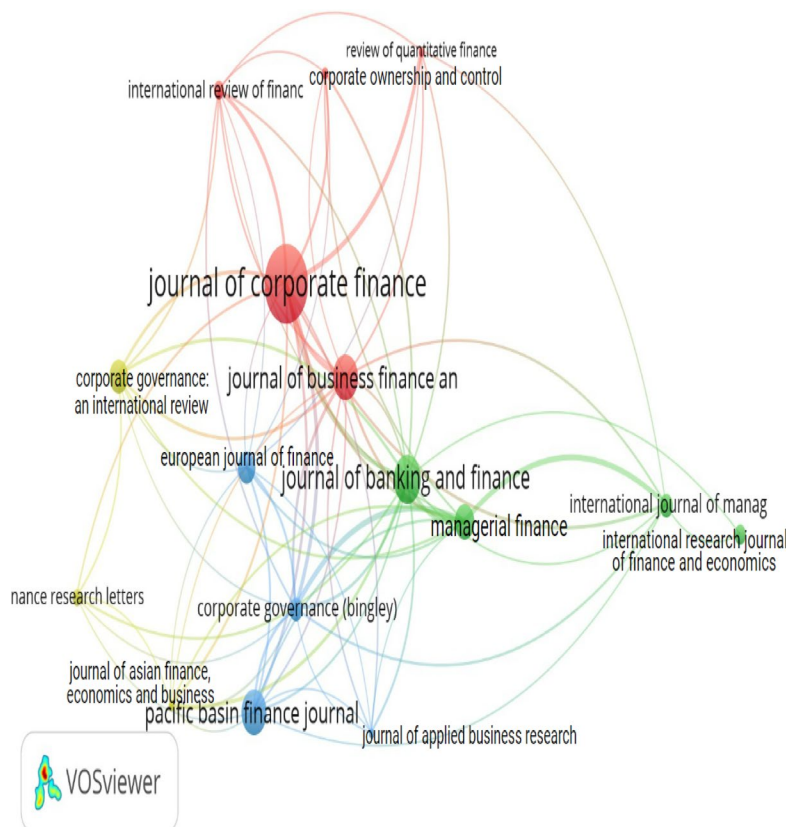 review of quantitative finance
corporate ownership and control
international review of financ
journal of corporate finance
corporate governance:
an international review
journal of business finance an
european journal of finance
journal of banking and finance
managerial finance
international journal of manag
international research journal
of finance and economics
nance research letters
corporate governance (bingley)
journal of asian finance,
economics and business
pacific basin finance journal
journal of applied business research
VOSviewer